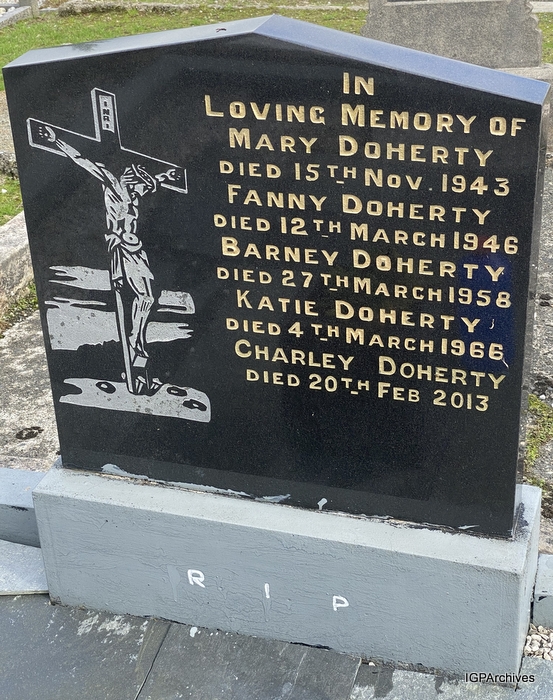 INRI
IN
LOVING MEMORY OF
MARY DOHERTY
DIED 15TH NOV. 1943
FANNY DOHERTY
DIED 12TH MARCH 1946
BARNEY DOHERTY
DIED 27TH MARCH 1958
KATIE DOHERTY
DIED 4TH MARCH 1966
CHARLEY DOHERTY
DIED 20TH FEB 2013
R I P
IGPArchives